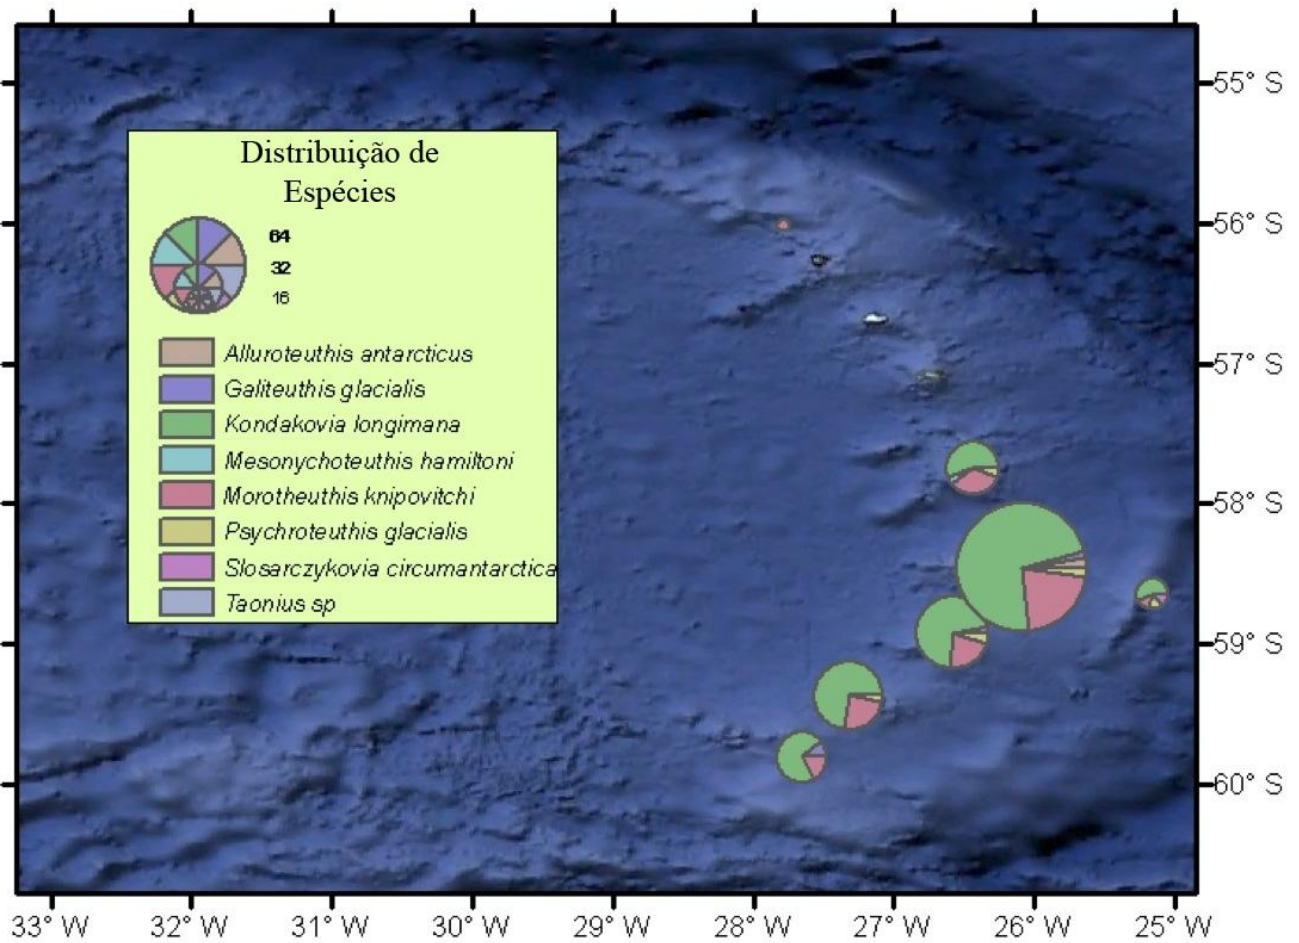 Distribuição de
Espécies
64
32
16
Alluroteuthis antarcticus
Galiteuthis glacialis
Kondakovia longimana
Mesonychoteuthis hamiltoni
Morotheuthis knipovitchi
Psychroteuthis glacialis
Slosarczykovia circumantarctica
Taonius sp
55° S
56° S
57° S
58° S
59° S
60° S
33°W 32°W 31°W 30°W 29°W 28°W 27°W 26°W 25°W